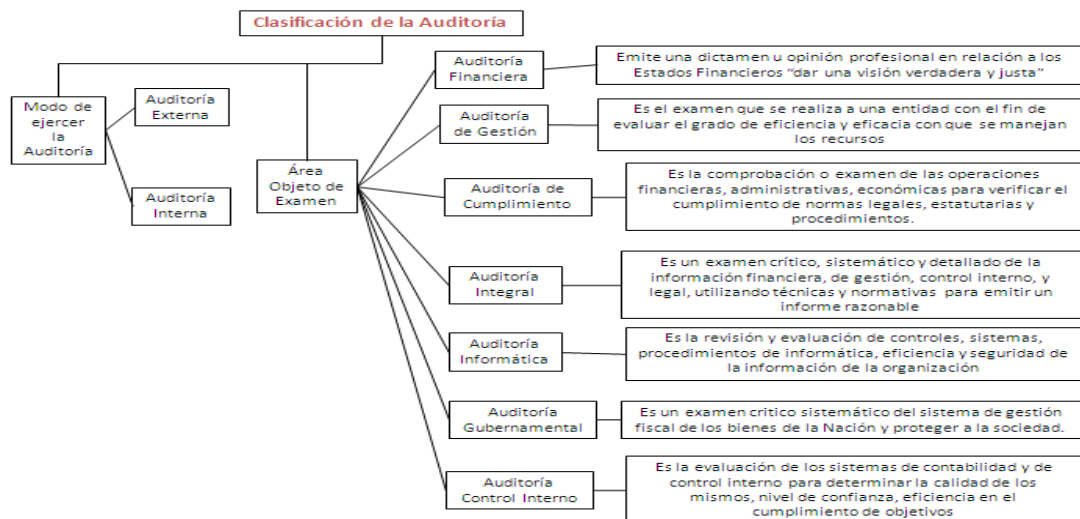 Clasificación de la Auditoría
Modo de
ejercer
la
Auditoría
Auditoría
Externa
Auditoría
Interna
Área
Objeto de
Examen
Auditoría
Financiera
Emite una dictamen u opinión profesional en relación a los
Estados Financieros “dar una visión verdadera y justa”
Auditoría
de Gestión
Es el examen que se realiza a una entidad con el fin de
evaluar el grado de eficiencia y eficacia con que se manejan
los recursos
Auditoría de
Cumplimiento
Es la comprobación o examen de las operaciones
financieras, administrativas, económicas para verificar el
cumplimiento de normas legales, estatutarias y
procedimientos.
Auditoría
Integral
Es un examen crítico, sistemático y detallado de la
información financiera, de gestión, control interno, y
legal, utilizando técnicas y normativas para emitir un
informe razonable
Auditoría
Informática
Es la revisión y evaluación de controles, sistemas,
procedimientos de informática, eficiencia y seguridad de
la información de la organización
Auditoría
Gubernamental
Es un examen critico sistemático del sistema de gestión
fiscal de los bienes de la Nación y proteger a la sociedad.
Auditoría
Control Interno
Es la evaluación de los sistemas de contabilidad y de
control interno para determinar la calidad de los
mismos, nivel de confianza, eficiencia en el
cumplimiento de objetivos